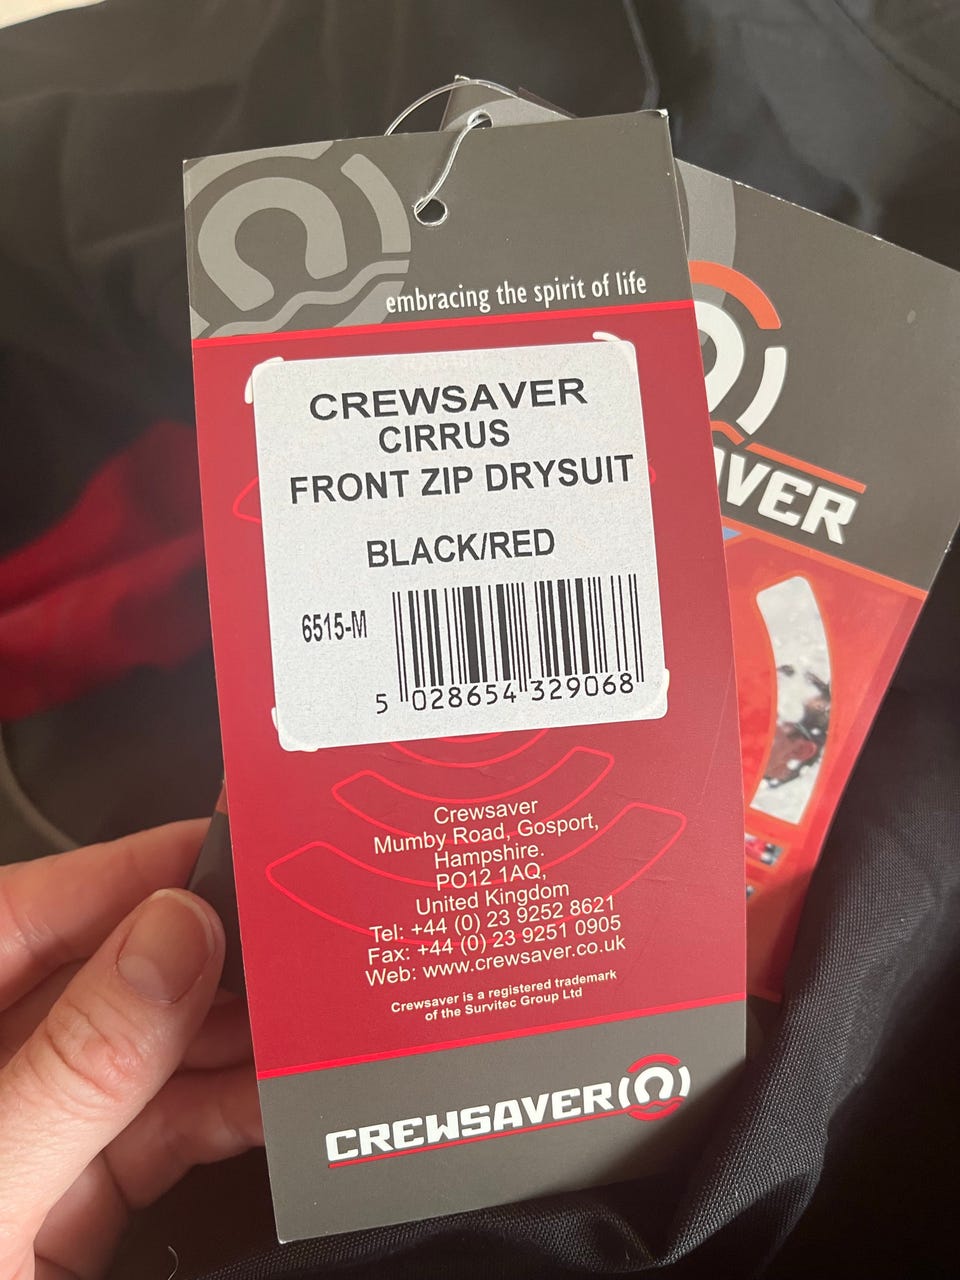 embracing the spirit of life
CREWSAVER
CIRRUS
FRONT ZIP DRYSUIT
BLACK/RED
6515-M
5 028654 329068
Crewsaver
Mumby Road, Gosport,
Hampshire.
PO12 1AQ,
United Kingdom
Tel: +44 (0) 23 9252 8621
Fax: +44 (0) 23 9251 0905
Web: www.crewsaver.co.uk
Crewsaver is a registered trademark
of the Survitec Group Ltd
CREWSAVER
AVER